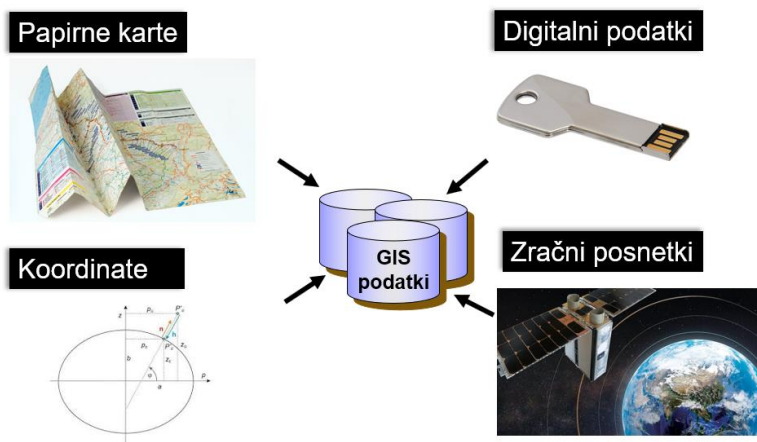 Papirne karte
Digitalni podatki
GIS
podatki
Koordinate
Zračni posnetki
z
b
a
p
n
h